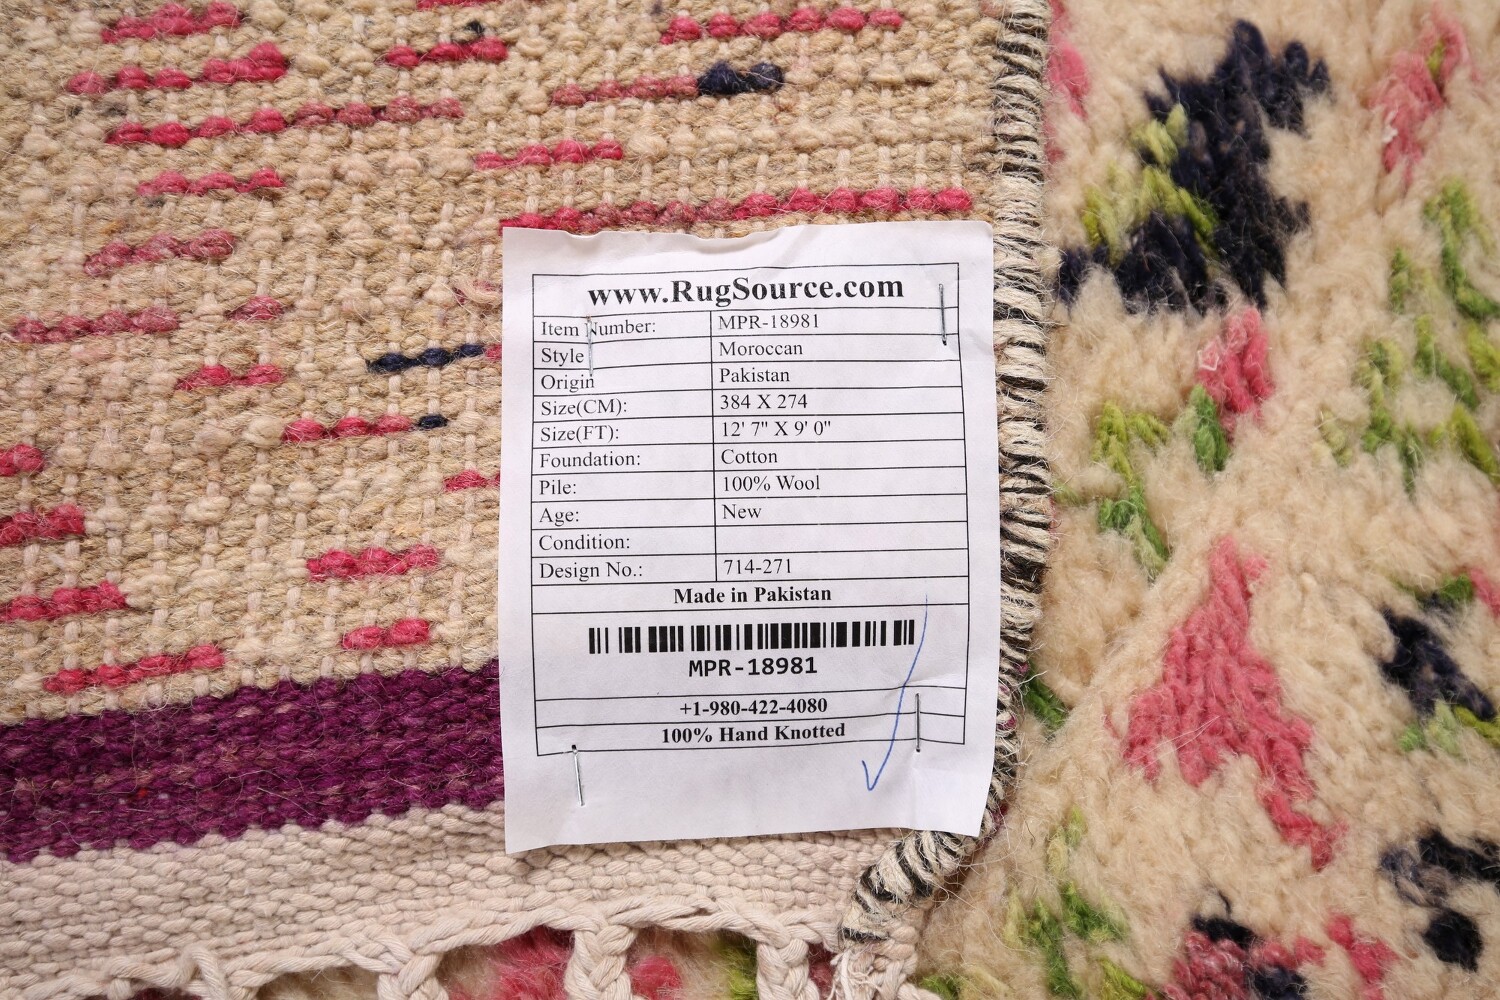 www.RugSource.com
Item Number: MPR-18981
Style Moroccan
Origin Pakistan
Size(CM): 384 X 274
Size(FT): 12' 7" X 9' 0"
Foundation: Cotton
Pile: 100% Wool
Age: New
Condition:
Design No.: 714-271
Made in Pakistan
MPR-18981
+1-980-422-4080
100% Hand Knotted